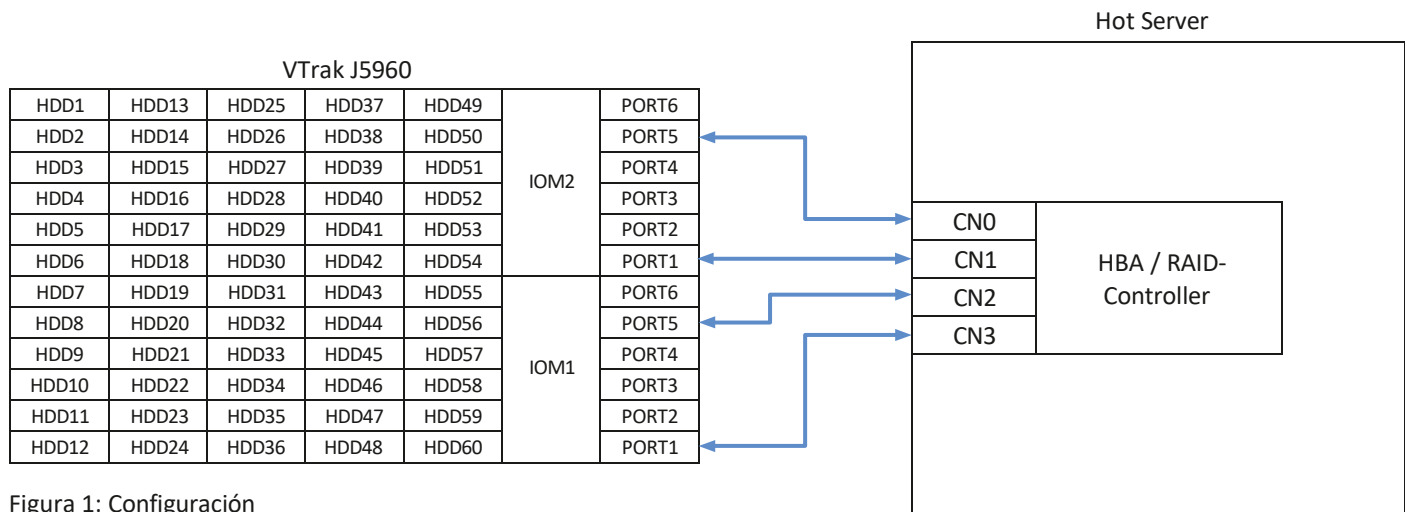 Hot Server
VTrak J5960
HDD1 HDD13 HDD25 HDD37 HDD49 PORT6
HDD2 HDD14 HDD26 HDD38 HDD50 PORT5
HDD3 HDD15 HDD27 HDD39 HDD51 PORT4
IOM2
HDD4 HDD16 HDD28 HDD40 HDD52 PORT3
HDD5 HDD17 HDD29 HDD41 HDD53 PORT2
HDD6 HDD18 HDD30 HDD42 HDD54 PORT1
HDD7 HDD19 HDD31 HDD43 HDD55 PORT6
HDD8 HDD20 HDD32 HDD44 HDD56 PORT5
HDD9 HDD21 HDD33 HDD45 HDD57 PORT4
IOM1
HDD10 HDD22 HDD34 HDD46 HDD58 PORT3
HDD11 HDD23 HDD35 HDD47 HDD59 PORT2
HDD12 HDD24 HDD36 HDD48 HDD60 PORT1
CN0
CN1
CN2
CN3
HBA / RAID-
Controller
Figura 1: Configuración